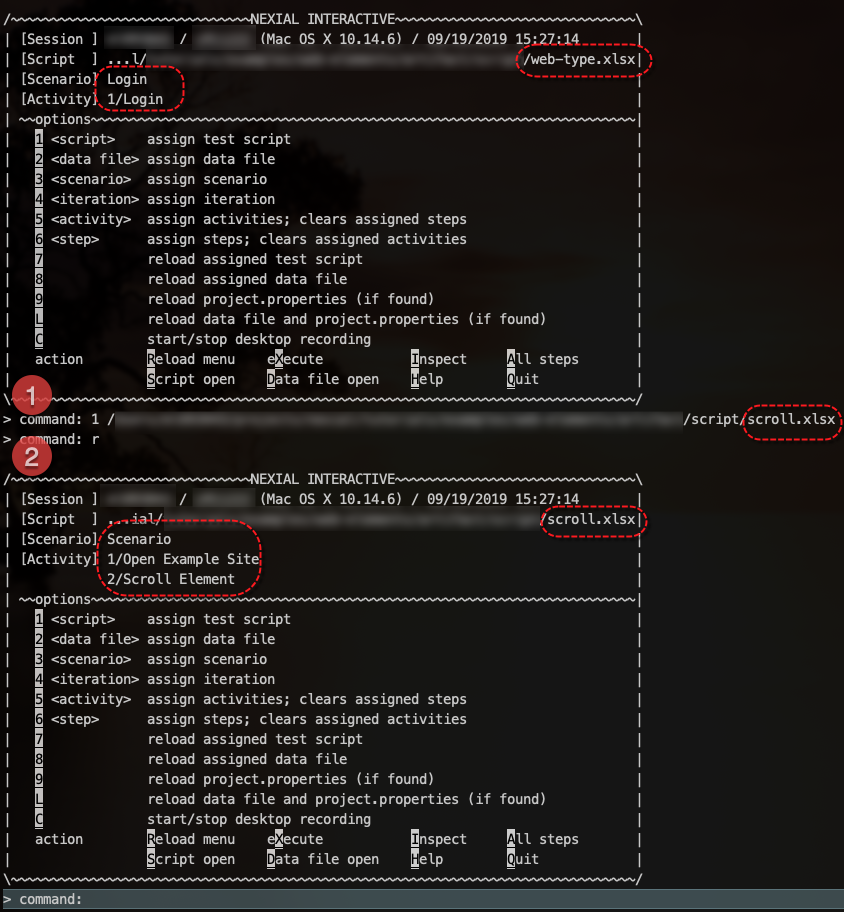 /~~~~~~~~~~~~~~~~~~~~~~~~~~~~~~NEXIAL INTERACTIVE~~~~~~~~~~~~~~~~~~~~~~~~~~~~~~\
| [Session ] / (Mac OS X 10.14.6) / 09/19/2019 15:27:14 |
| [Script ] ...l/ /web-type.xlsx|
| [Scenario] Login |
| [Activity] 1/Login |
| ~~options~~~~~~~~~~~~~~~~~~~~~~~~~~~~~~~~~~~~~~~~~~~~~~~~~~~~~~~~~~~~~~~~~~~~|
| 1 <script> assign test script |
| 2 <data file> assign data file |
| 3 <scenario> assign scenario |
| 4 <iteration> assign iteration |
| 5 <activity> assign activities; clears assigned steps |
| 6 <step> assign steps; clears assigned activities |
| 7 reload assigned test script |
| 8 reload assigned data file |
| 9 reload project.properties (if found) |
| L reload data file and project.properties (if found) |
| C start/stop desktop recording |
| action Reload menu eXecute Inspect All steps |
| Script open Data file open Help Quit |
\~~~~~~~~~~~~~~~~~~~~~~~~~~~~~~~~~~~~~~~~~~~~~~~~~~~~~~~~~~~~~~~~~~~~~~~~~~~~~~/
1
> command: 1 / /script/scroll.xlsx
> command: r
2
/~~~~~~~~~~~~~~~~~~~~~~~~~~~~~~NEXIAL INTERACTIVE~~~~~~~~~~~~~~~~~~~~~~~~~~~~~~\
| [Session ] / (Mac OS X 10.14.6) / 09/19/2019 15:27:14 |
| [Script ] ...ial/ /scroll.xlsx|
| [Scenario] Scenario |
| [Activity] 1/Open Example Site |
| 2/Scroll Element |
| ~~options~~~~~~~~~~~~~~~~~~~~~~~~~~~~~~~~~~~~~~~~~~~~~~~~~~~~~~~~~~~~~~~~~~~~|
| 1 <script> assign test script |
| 2 <data file> assign data file |
| 3 <scenario> assign scenario |
| 4 <iteration> assign iteration |
| 5 <activity> assign activities; clears assigned steps |
| 6 <step> assign steps; clears assigned activities |
| 7 reload assigned test script |
| 8 reload assigned data file |
| 9 reload project.properties (if found) |
| L reload data file and project.properties (if found) |
| C start/stop desktop recording |
| action Reload menu eXecute Inspect All steps |
| Script open Data file open Help Quit |
\~~~~~~~~~~~~~~~~~~~~~~~~~~~~~~~~~~~~~~~~~~~~~~~~~~~~~~~~~~~~~~~~~~~~~~~~~~~~~~/
> command: